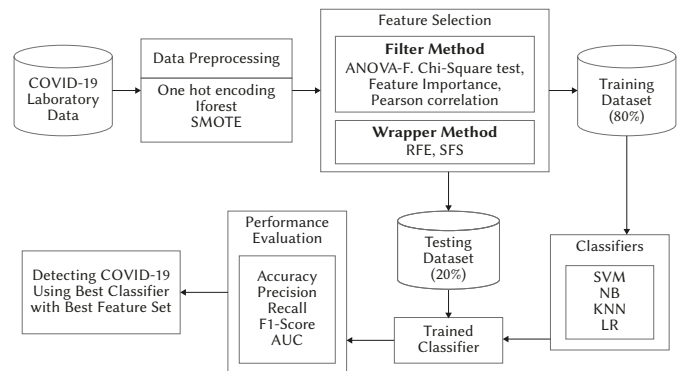 COVID-19
Laboratory
Data
Data Preprocessing
One hot encoding
Iforest
SMOTE
Feature Selection
Filter Method
ANOVA-F. Chi-Square test,
Feature Importance,
Pearson correlation
Wrapper Method
RFE, SFS
Training
Dataset
(80%)
Classifiers
SVM
NB
KNN
LR
Testing
Dataset
(20%)
Trained
Classifier
Performance
Evaluation
Accuracy
Precision
Recall
F1-Score
AUC
Detecting COVID-19
Using Best Classifier
with Best Feature Set